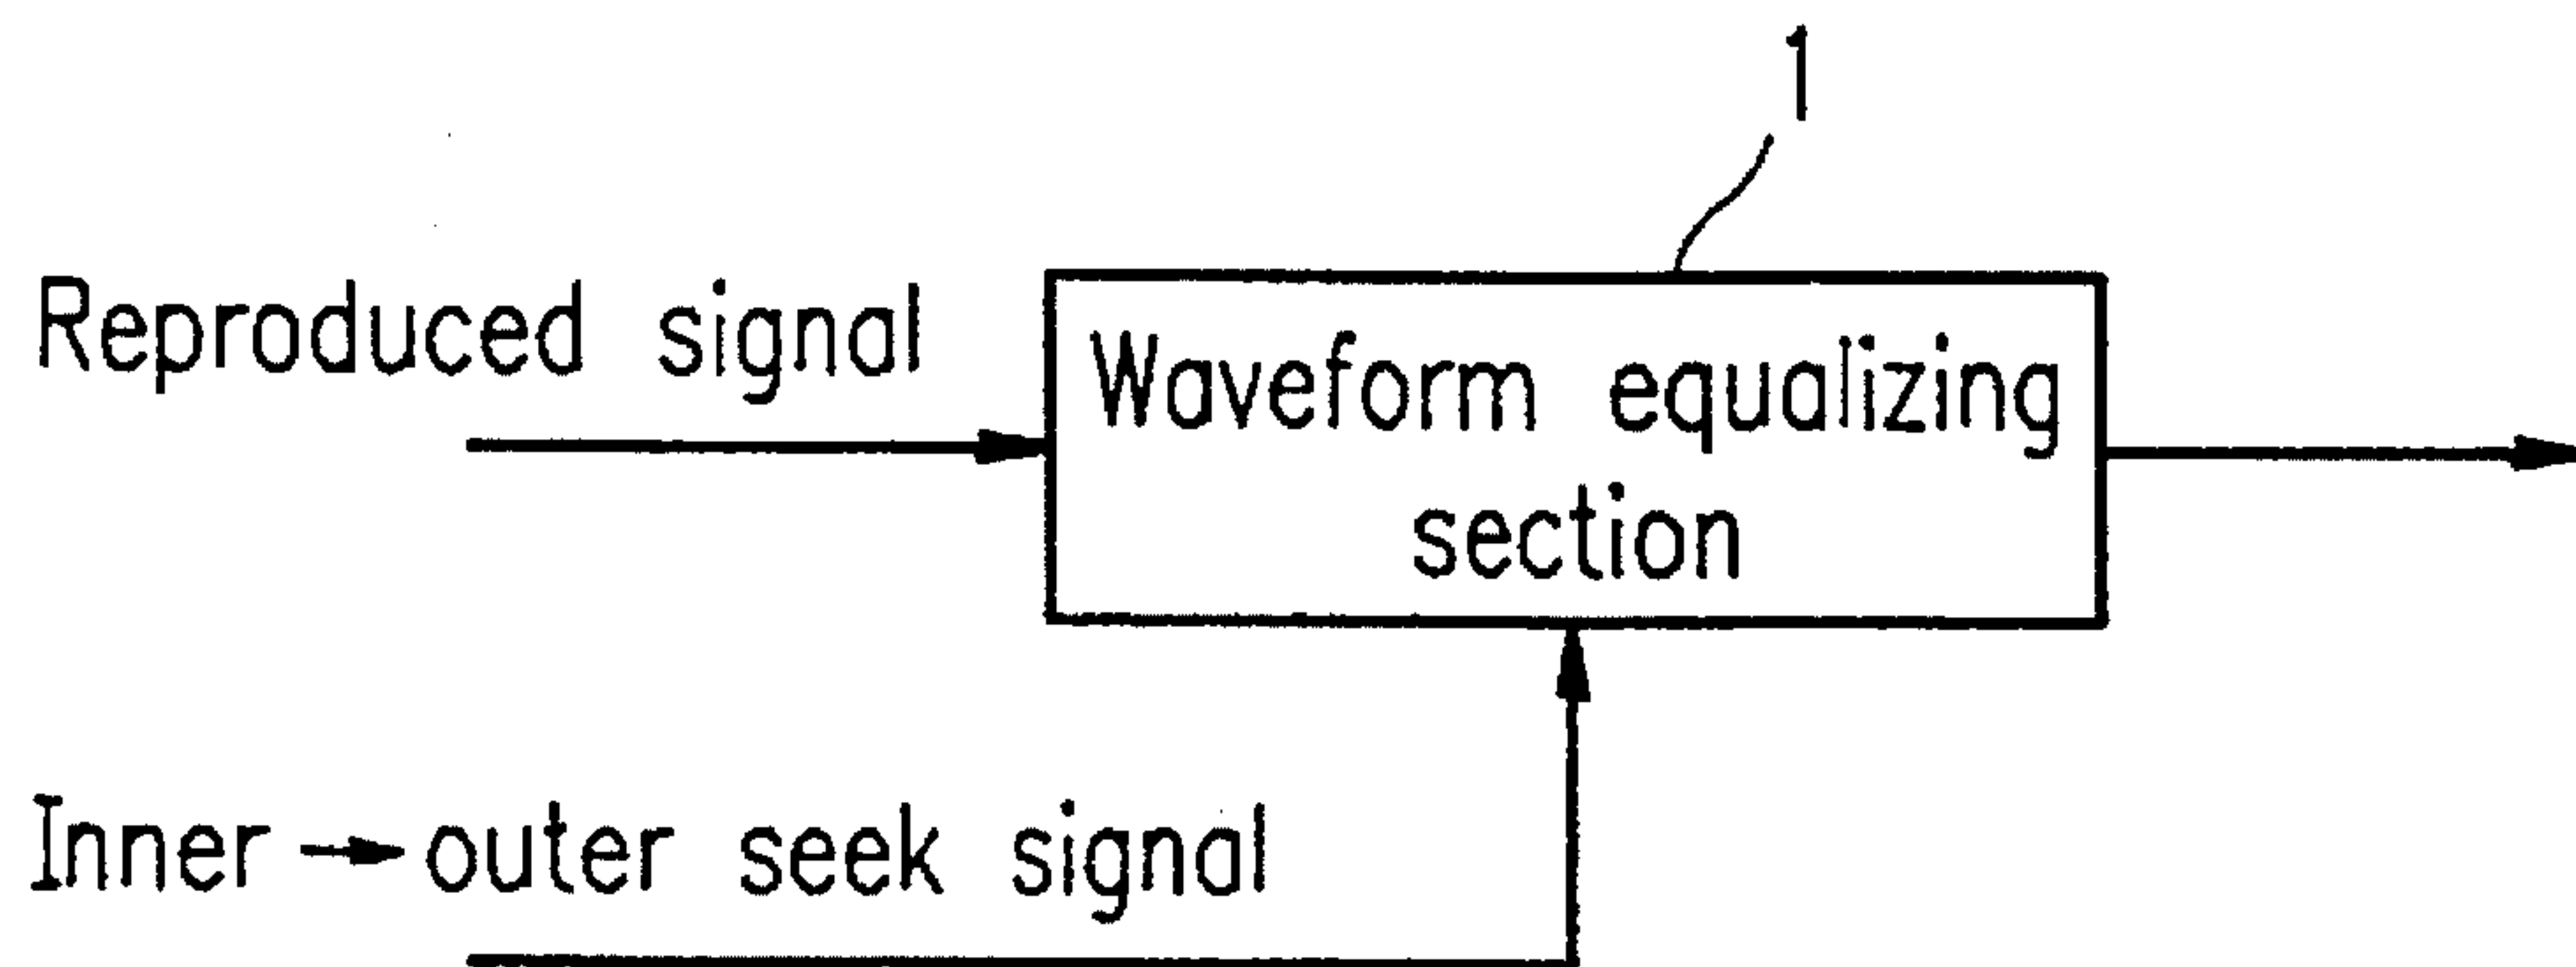 1
Reproduced signal
Waveform equalizing
section
Inner → outer seek signal